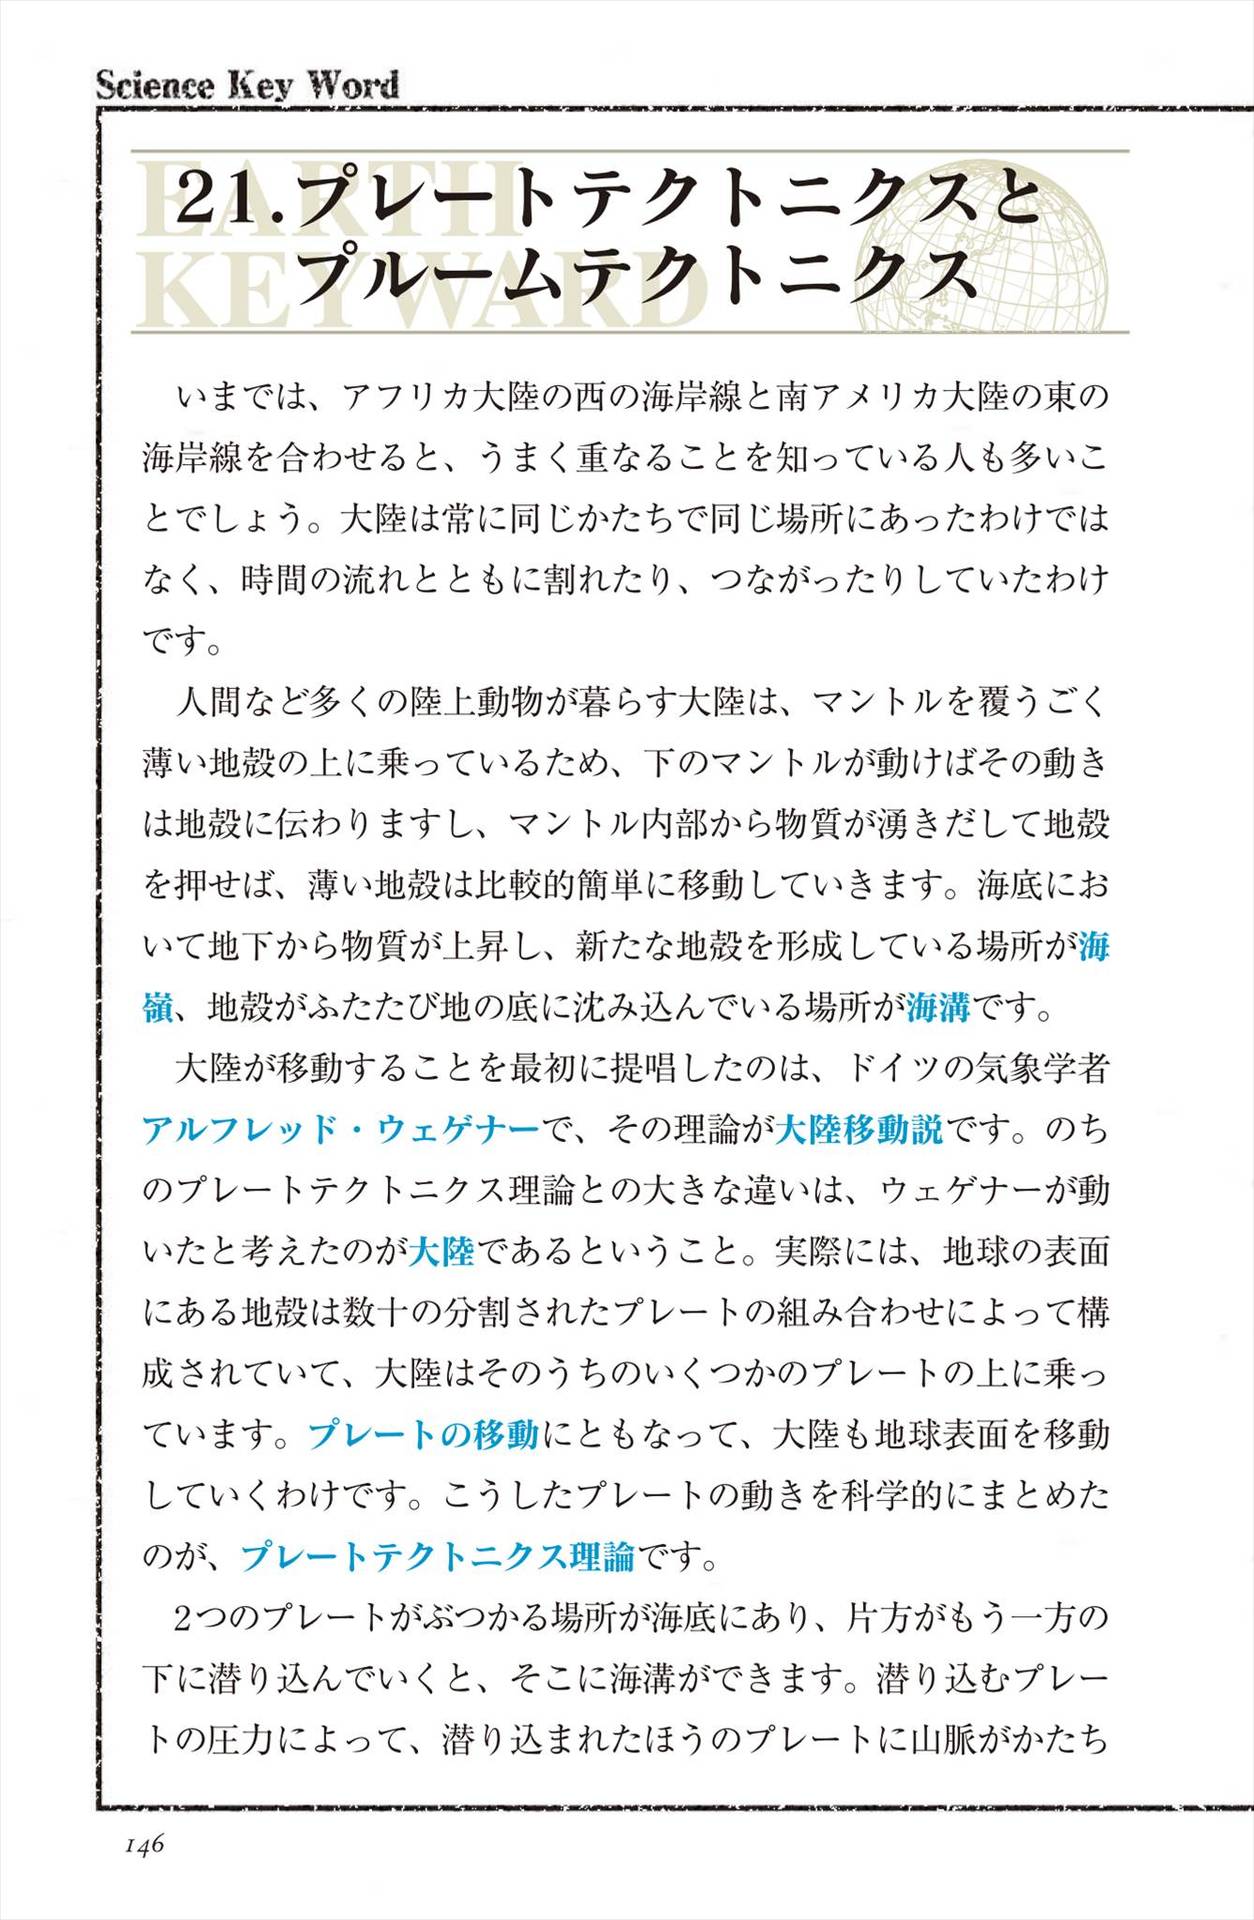 Science Key Word
EARTH
KEYWARD
21.プレートテクトニクスと
プルームテクトニクス
いまでは、アフリカ大陸の西の海岸線と南アメリカ大陸の東の
海岸線を合わせると、うまく重なることを知っている人も多いこ
とでしょう。大陸は常に同じかたちで同じ場所にあったわけでは
なく、時間の流れとともに割れたり、つながったりしていたわけ
です。
人間など多くの陸上動物が暮らす大陸は、マントルを覆うごく
薄い地殻の上に乗っているため、下のマントルが動けばその動き
は地殻に伝わりますし、マントル内部から物質が湧きだして地殻
を押せば、薄い地殻は比較的簡単に移動していきます。海底にお
いて地下から物質が上昇し、新たな地殻を形成している場所が海
嶺、地殻がふたたび地の底に沈み込んでいる場所が海溝です。
大陸が移動することを最初に提唱したのは、ドイツの気象学者
アルフレッド・ウェゲナーで、その理論が大陸移動説です。のち
のプレートテクトニクス理論との大きな違いは、ウェゲナーが動
いたと考えたのが大陸であるということ。実際には、地球の表面
にある地殻は数十の分割されたプレートの組み合わせによって構
成されていて、大陸はそのうちのいくつかのプレートの上に乗っ
ています。プレートの移動にともなって、大陸も地球表面を移動
していくわけです。こうしたプレートの動きを科学的にまとめた
のが、プレートテクトニクス理論です。
2つのプレートがぶつかる場所が海底にあり、片方がもう一方の
下に潜り込んでいくと、そこに海溝ができます。潜り込むプレー
トの圧力によって、潜り込まれたほうのプレートに山脈がかたち
146